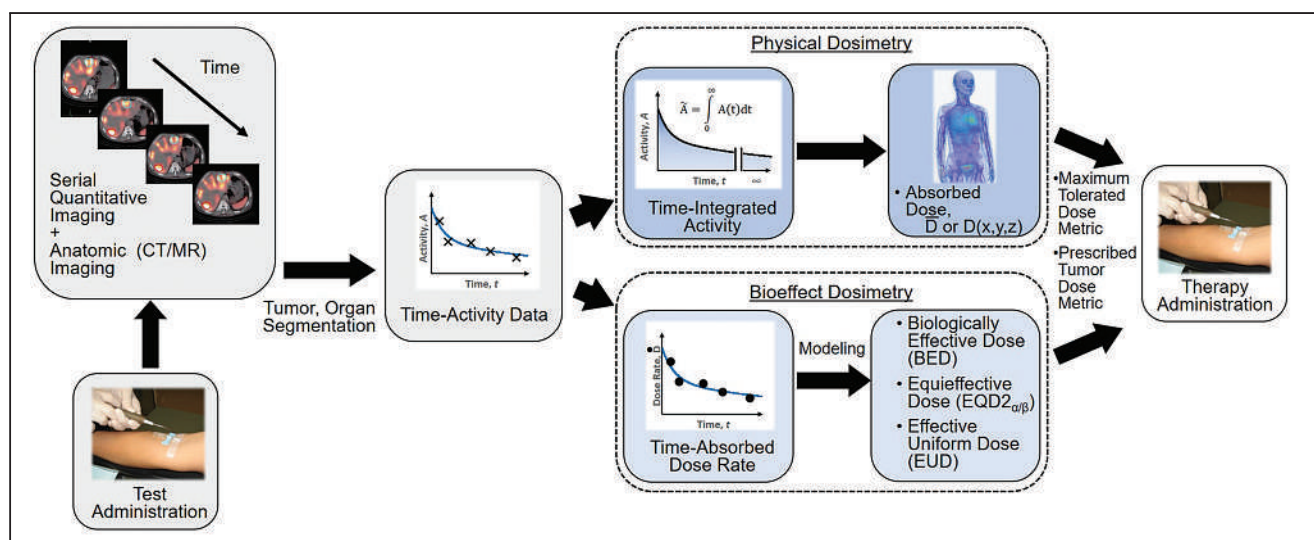 Time
Serial
Quantitative
Imaging
+
Anatomic (CT/MR)
Imaging
Test
Administration
Tumor, Organ
Segmentation
Activity, A
Time, t
Time-Activity Data
Physical Dosimetry
Ã = ∫ A(t)dt
∞
0
Activity, A
Time, t
∞
Time-Integrated
Activity
• Absorbed
Dose,
D̅ or D(x,y,z)
Bioeffect Dosimetry
Dose Rate, Ḋ
Time, t
Time-Absorbed
Dose Rate
Modeling
• Biologically
Effective Dose
(BED)
• Equieffective
Dose (EQD2α/β)
• Effective
Uniform Dose
(EUD)
•Maximum
Tolerated
Dose
Metric
•Prescribed
Tumor
Dose
Metric
Therapy
Administration